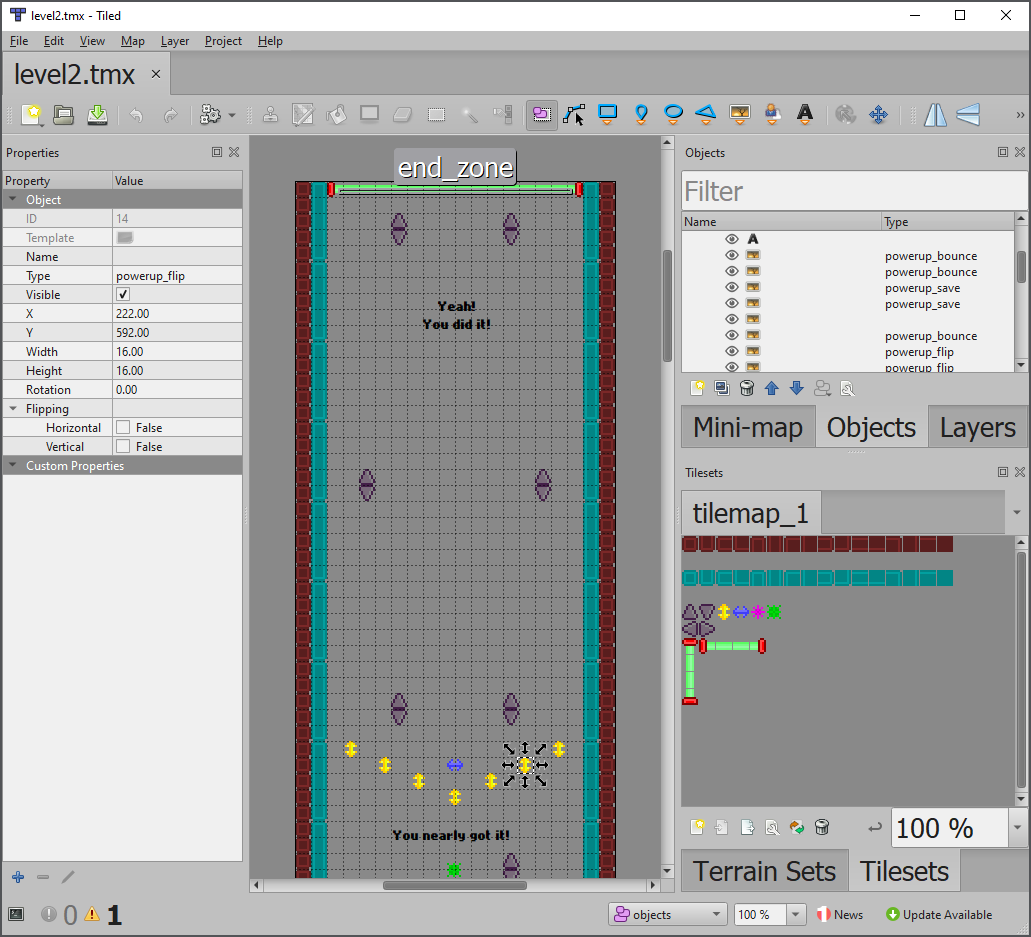 level2.tmx - Tiled
File Edit View Map Layer Project Help
level2.tmx ×
Properties
Property Value
Object
ID 14
Template
Name
Type powerup_flip
Visible
X 222.00
Y 592.00
Width 16.00
Height 16.00
Rotation 0.00
Flipping
Horizontal False
Vertical False
Custom Properties
end_zone
Yeah!
You did it!
You nearly got it!
Objects
Filter
Name Type
powerup_bounce
powerup_bounce
powerup_save
powerup_save
powerup_bounce
powerup_flip
powerup_flip
Mini-map Objects Layers
Tilesets
tilemap_1
100 %
Terrain Sets Tilesets
0 1
objects 100 % News Update Available